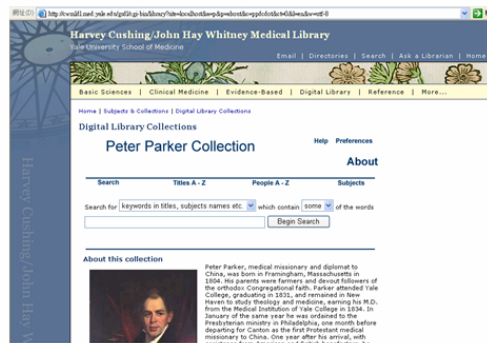 網址(D)
Harvey Cushing/John Hay Whitney Medical Library
Yale University School of Medicine
Email | Directories | Search | Ask a Librarian | Home
Basic Sciences | Clinical Medicine | Evidence-Based | Digital Library | Reference | More...
Home | Subjects & Collections | Digital Library Collections
Digital Library Collections
Help Preferences
Peter Parker Collection
About
Search Titles A - Z People A - Z Subjects
Search for keywords in titles, subjects names etc. which contain some of the words
Begin Search
About this collection
Peter Parker, medical missionary and diplomat to
China, was born in Framingham, Massachusetts in
1804. His parents were farmers and devout followers of
the orthodox Congregational faith. Parker attended Yale
College, graduating in 1831, and remained in New
Haven to study theology and medicine, earning his M.D.
from the Medical Institution of Yale College in 1834. In
January of the same year he was ordained to the
Presbyterian ministry in Philadelphia, one month before
departing for Canton as the first Protestant medical
missionary to China. One year after his arrival, with
Harvey Cushing/John Hay W